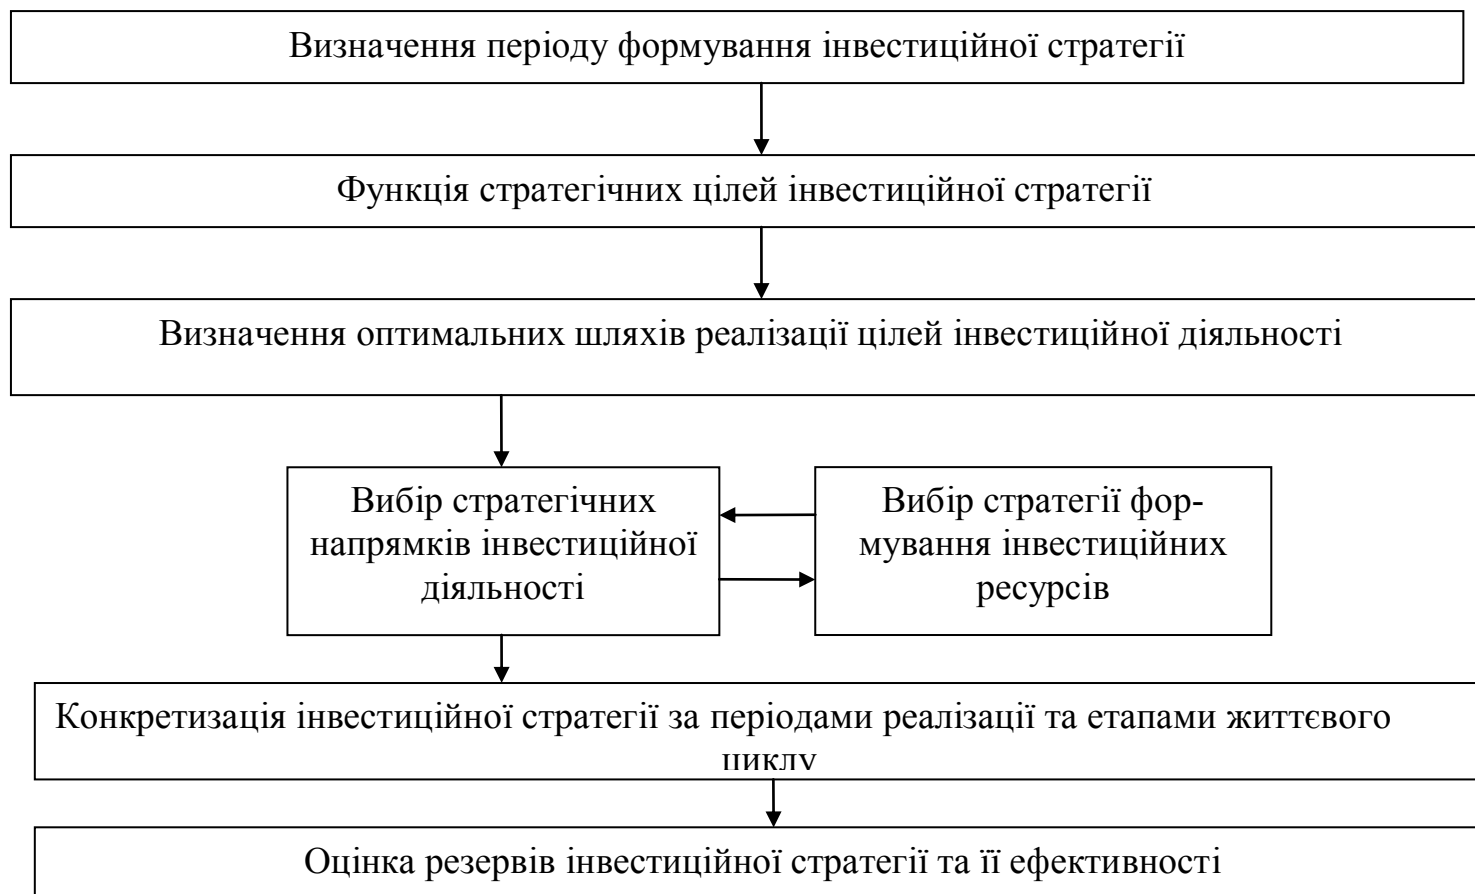 Визначення періоду формування інвестиційної стратегії
Функція стратегічних цілей інвестиційної стратегії
Визначення оптимальних шляхів реалізації цілей інвестиційної діяльності
Вибір стратегічних
напрямків інвестиційної
діяльності
Вибір стратегії фор-
мування інвестиційних
ресурсів
Конкретизація інвестиційної стратегії за періодами реалізації та етапами життєвого
циклу
Оцінка резервів інвестиційної стратегії та її ефективності